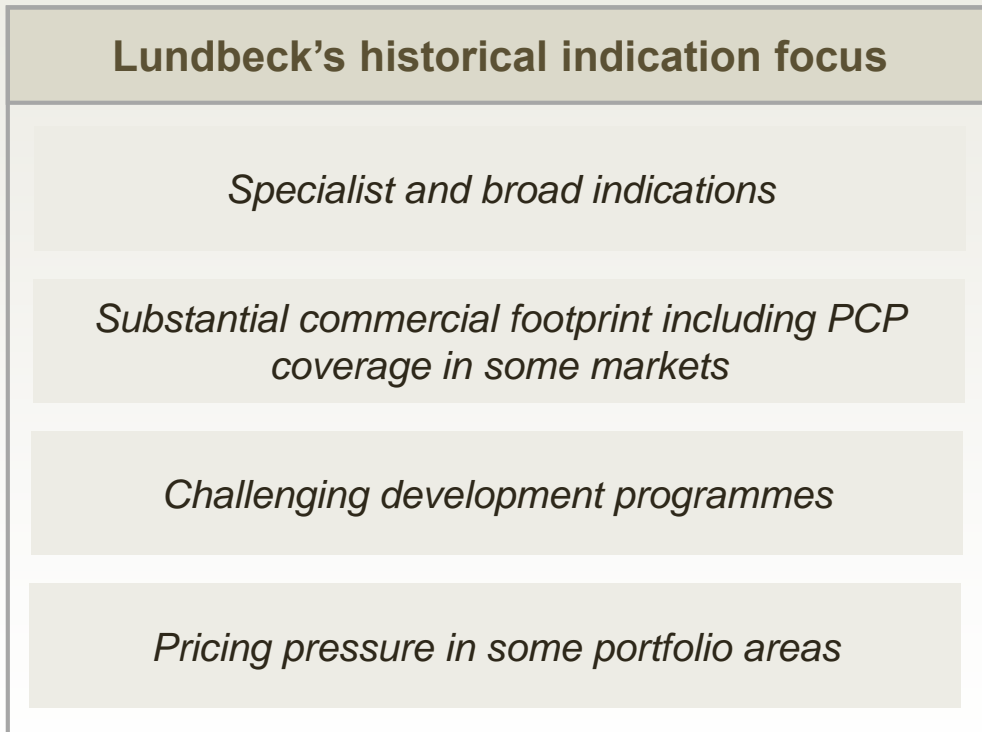 Lundbeck’s historical indication focus
Specialist and broad indications
Substantial commercial footprint including PCP
coverage in some markets
Challenging development programmes
Pricing pressure in some portfolio areas